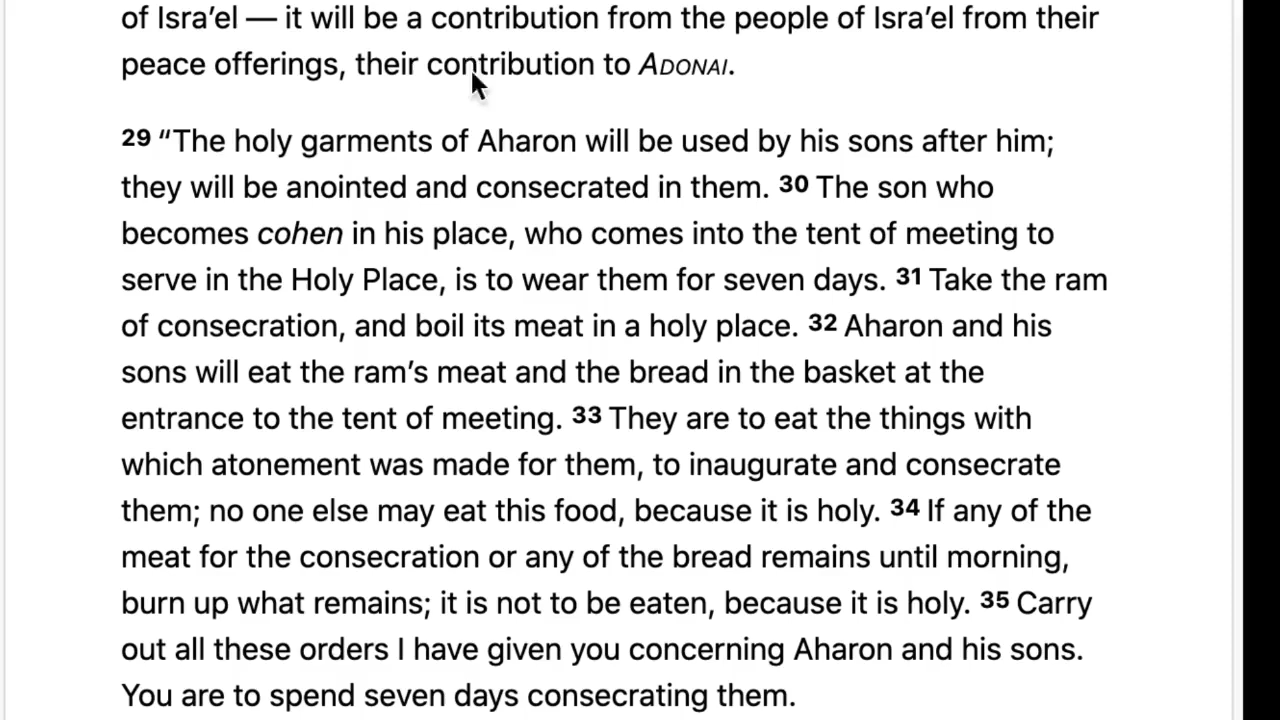 of Isra’el — it will be a contribution from the people of Isra’el from their
peace offerings, their contribution to ADONAI.
29 “The holy garments of Aharon will be used by his sons after him;
they will be anointed and consecrated in them. 30 The son who
becomes cohen in his place, who comes into the tent of meeting to
serve in the Holy Place, is to wear them for seven days. 31 Take the ram
of consecration, and boil its meat in a holy place. 32 Aharon and his
sons will eat the ram’s meat and the bread in the basket at the
entrance to the tent of meeting. 33 They are to eat the things with
which atonement was made for them, to inaugurate and consecrate
them; no one else may eat this food, because it is holy. 34 If any of the
meat for the consecration or any of the bread remains until morning,
burn up what remains; it is not to be eaten, because it is holy. 35 Carry
out all these orders I have given you concerning Aharon and his sons.
You are to spend seven days consecrating them.